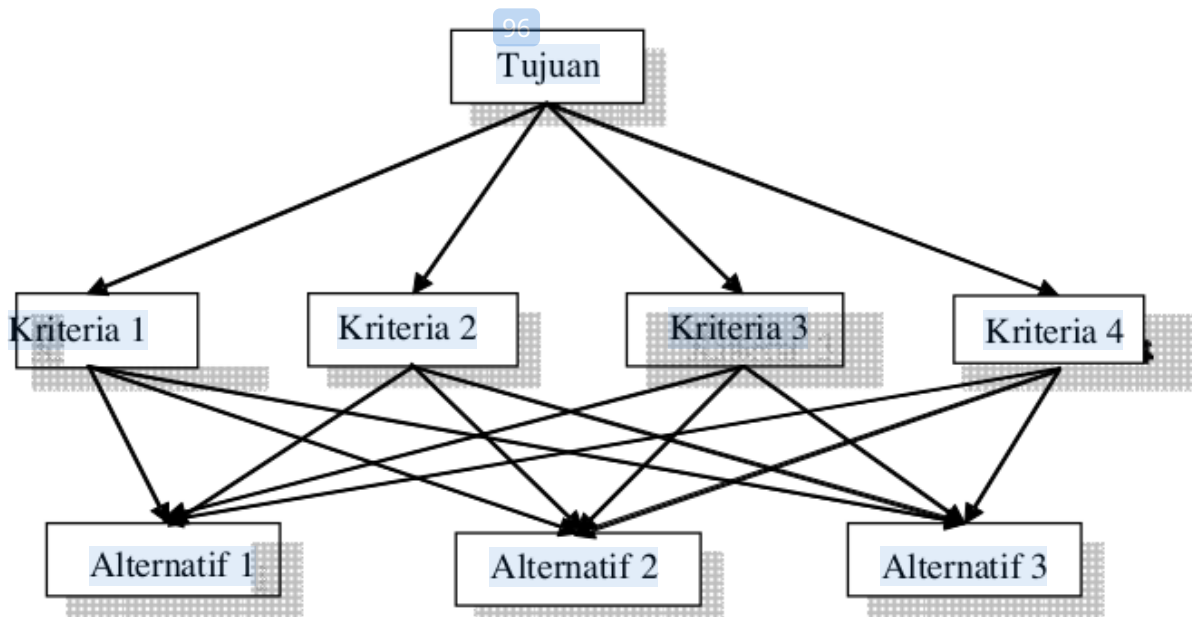 96
Tujuan
Kriteria 1
Kriteria 2
Kriteria 3
Kriteria 4
Alternatif 1
Alternatif 2
Alternatif 3